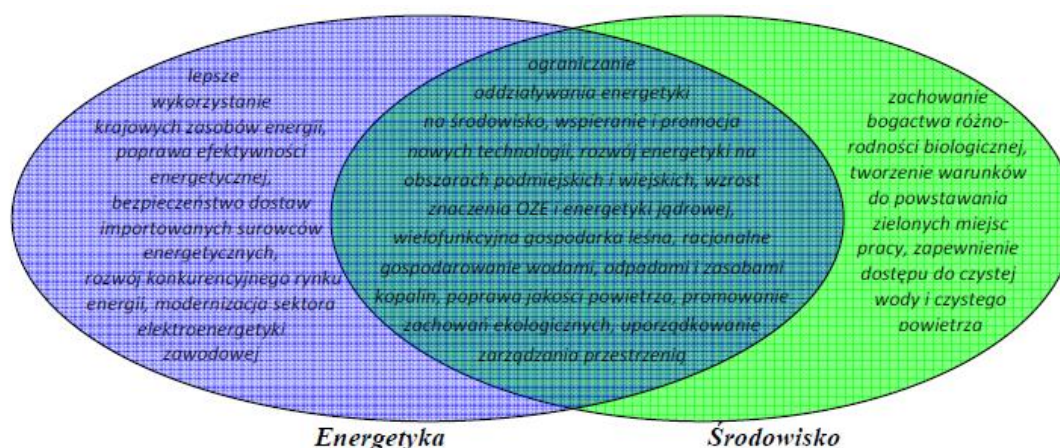 lepsze
wykorzystanie
krajowych zasobów energii,
poprawa efektywności
energetycznej,
bezpieczeństwo dostaw
importowanych surowców
energetycznych,
rozwój konkurencyjnego rynku
energii, modernizacja sektora
elektroenergetyki
zawodowej
ograniczanie
oddziaływania energetyki
na środowisko, wspieranie i promocja
nowych technologii, rozwój energetyki na
obszarach podmiejskich i wiejskich, wzrost
znaczenia OZE i energetyki jądrowej,
wielofunkcyjna gospodarka leśna, racjonalne
gospodarowanie wodami, odpadami i zasobami
kopalin, poprawa jakości powietrza, promowanie
zachowań ekologicznych, uporządkowanie
zarządzania przestrzenią
zachowanie
bogactwa różno-
rodności biologicznej,
tworzenie warunków
do powstawania
zielonych miejsc
pracy, zapewnienie
dostępu do czystej
wody i czystego
powietrza
Energetyka
Środowisko